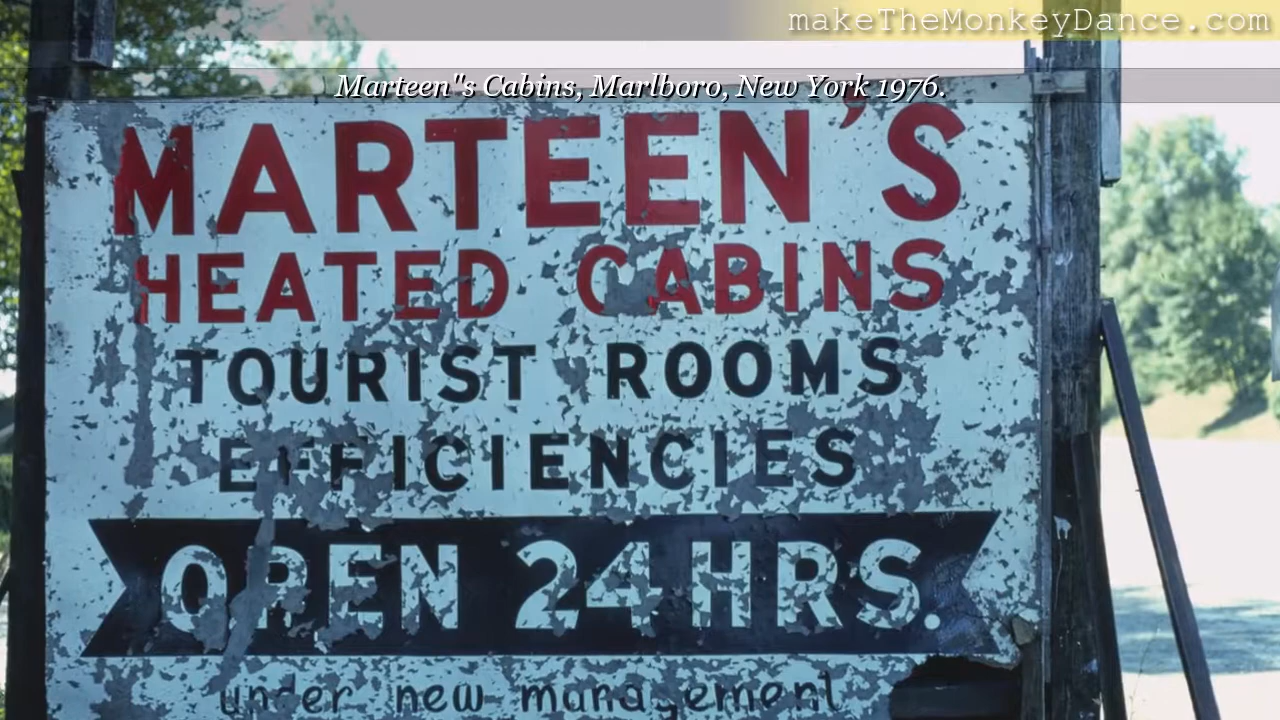 makeTheMonkeyDance.com
Marteen"s Cabins, Marlboro, New York 1976.
MARTEEN'S
HEATED CABINS
TOURIST ROOMS
EFFICIENCIES
OPEN 24 HRS.
under new management